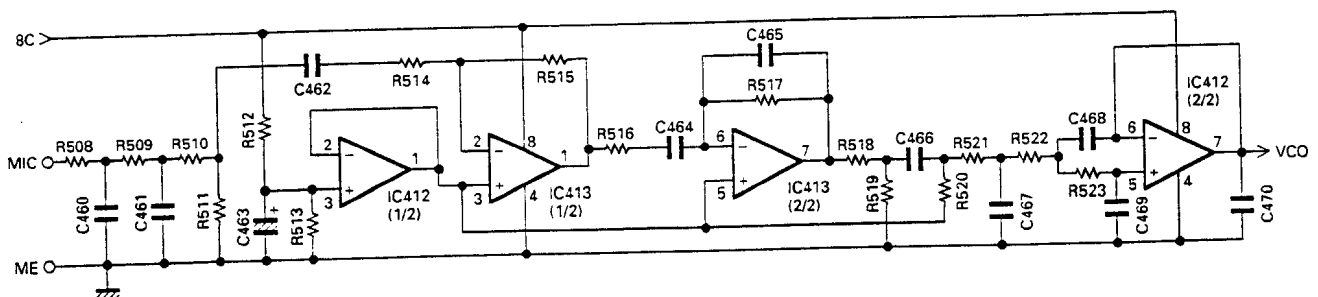 8C
C462
R514
R515
C465
R517
R512
IC412
(2/2)
R508
R509
R510
MIC
2
1
3
IC412
(1/2)
2
8
1
3
4
IC413
(1/2)
R516
C464
6
7
5
IC413
(2/2)
R518
C466
R521
R522
C468
6
8
7
5
4
VCO
R523
C460
C461
R511
C463
+
R513
R519
R520
C467
C469
C470
ME